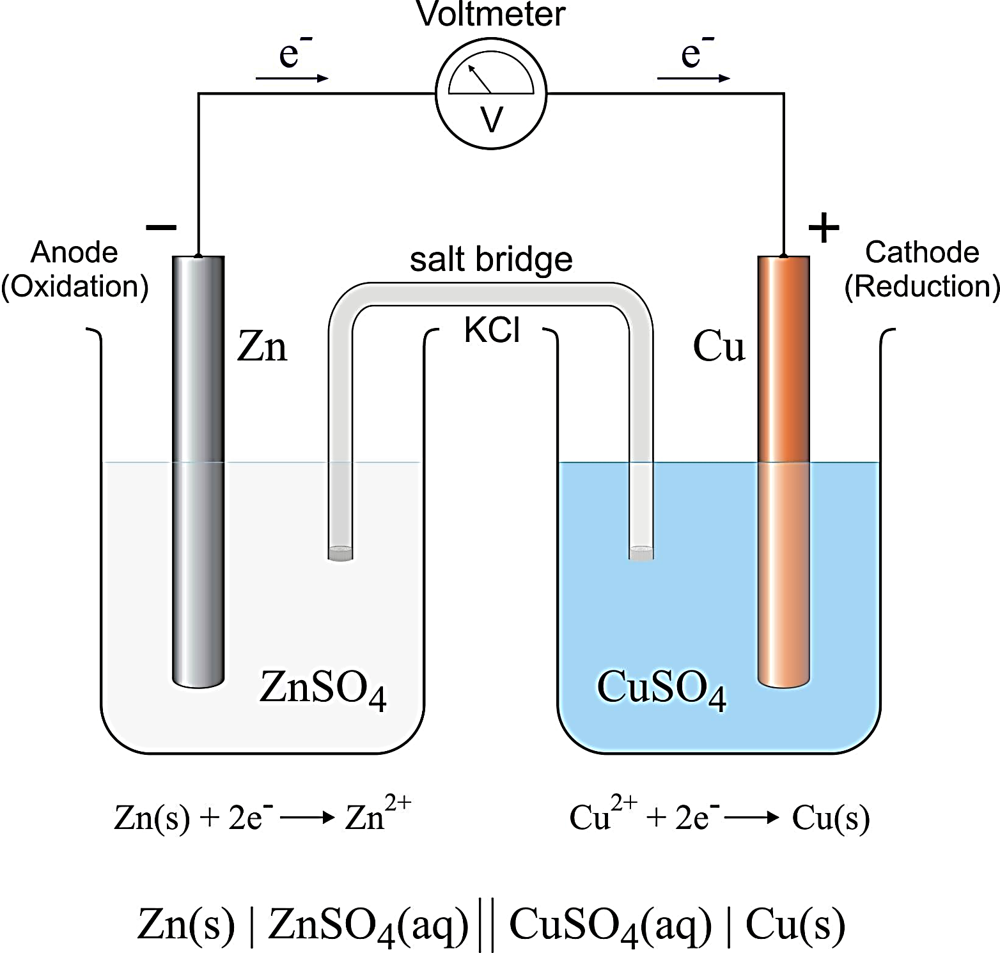 Voltmeter
e⁻ e⁻
V
− +
Anode
(Oxidation)
Cathode
(Reduction)
salt bridge
KCl
Zn Cu
ZnSO₄ CuSO₄
Zn(s) + 2e⁻ ⟶ Zn²⁺ Cu²⁺ + 2e⁻ ⟶ Cu(s)
Zn(s) | ZnSO₄(aq) || CuSO₄(aq) | Cu(s)